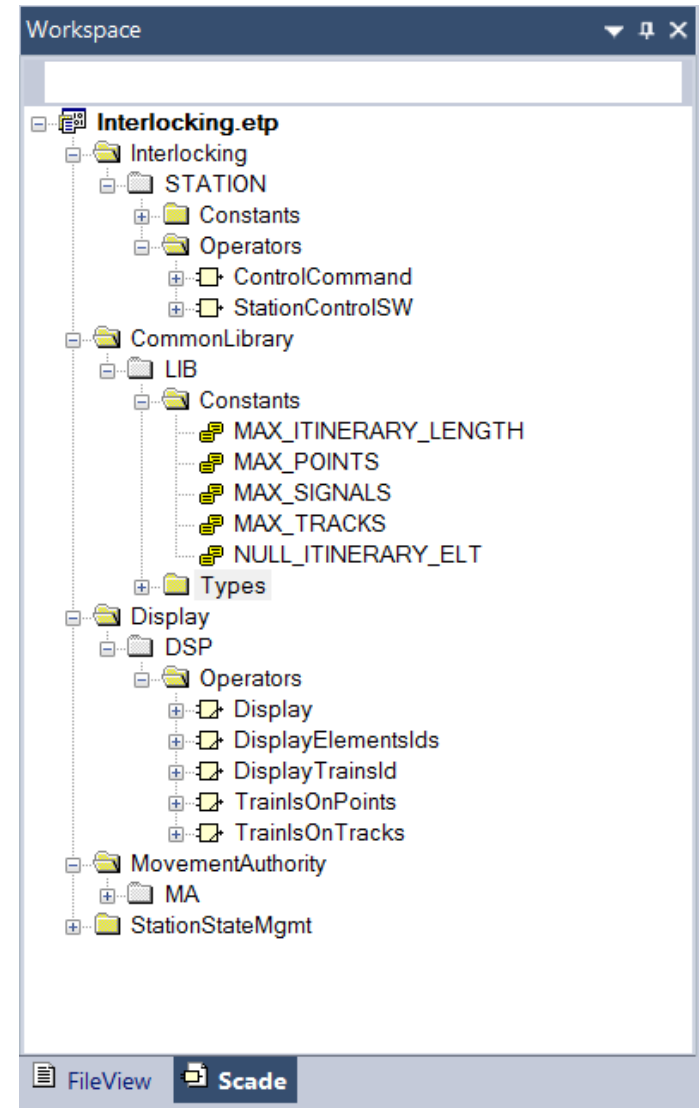 Workspace
Interlocking.etp
Interlocking
STATION
Constants
Operators
ControlCommand
StationControlSW
CommonLibrary
LIB
Constants
MAX_ITINERARY_LENGTH
MAX_POINTS
MAX_SIGNALS
MAX_TRACKS
NULL_ITINERARY_ELT
Types
Display
DSP
Operators
Display
DisplayElementsIds
DisplayTrainsId
TrainIsOnPoints
TrainIsOnTracks
MovementAuthority
MA
StationStateMgmt
FileView Scade